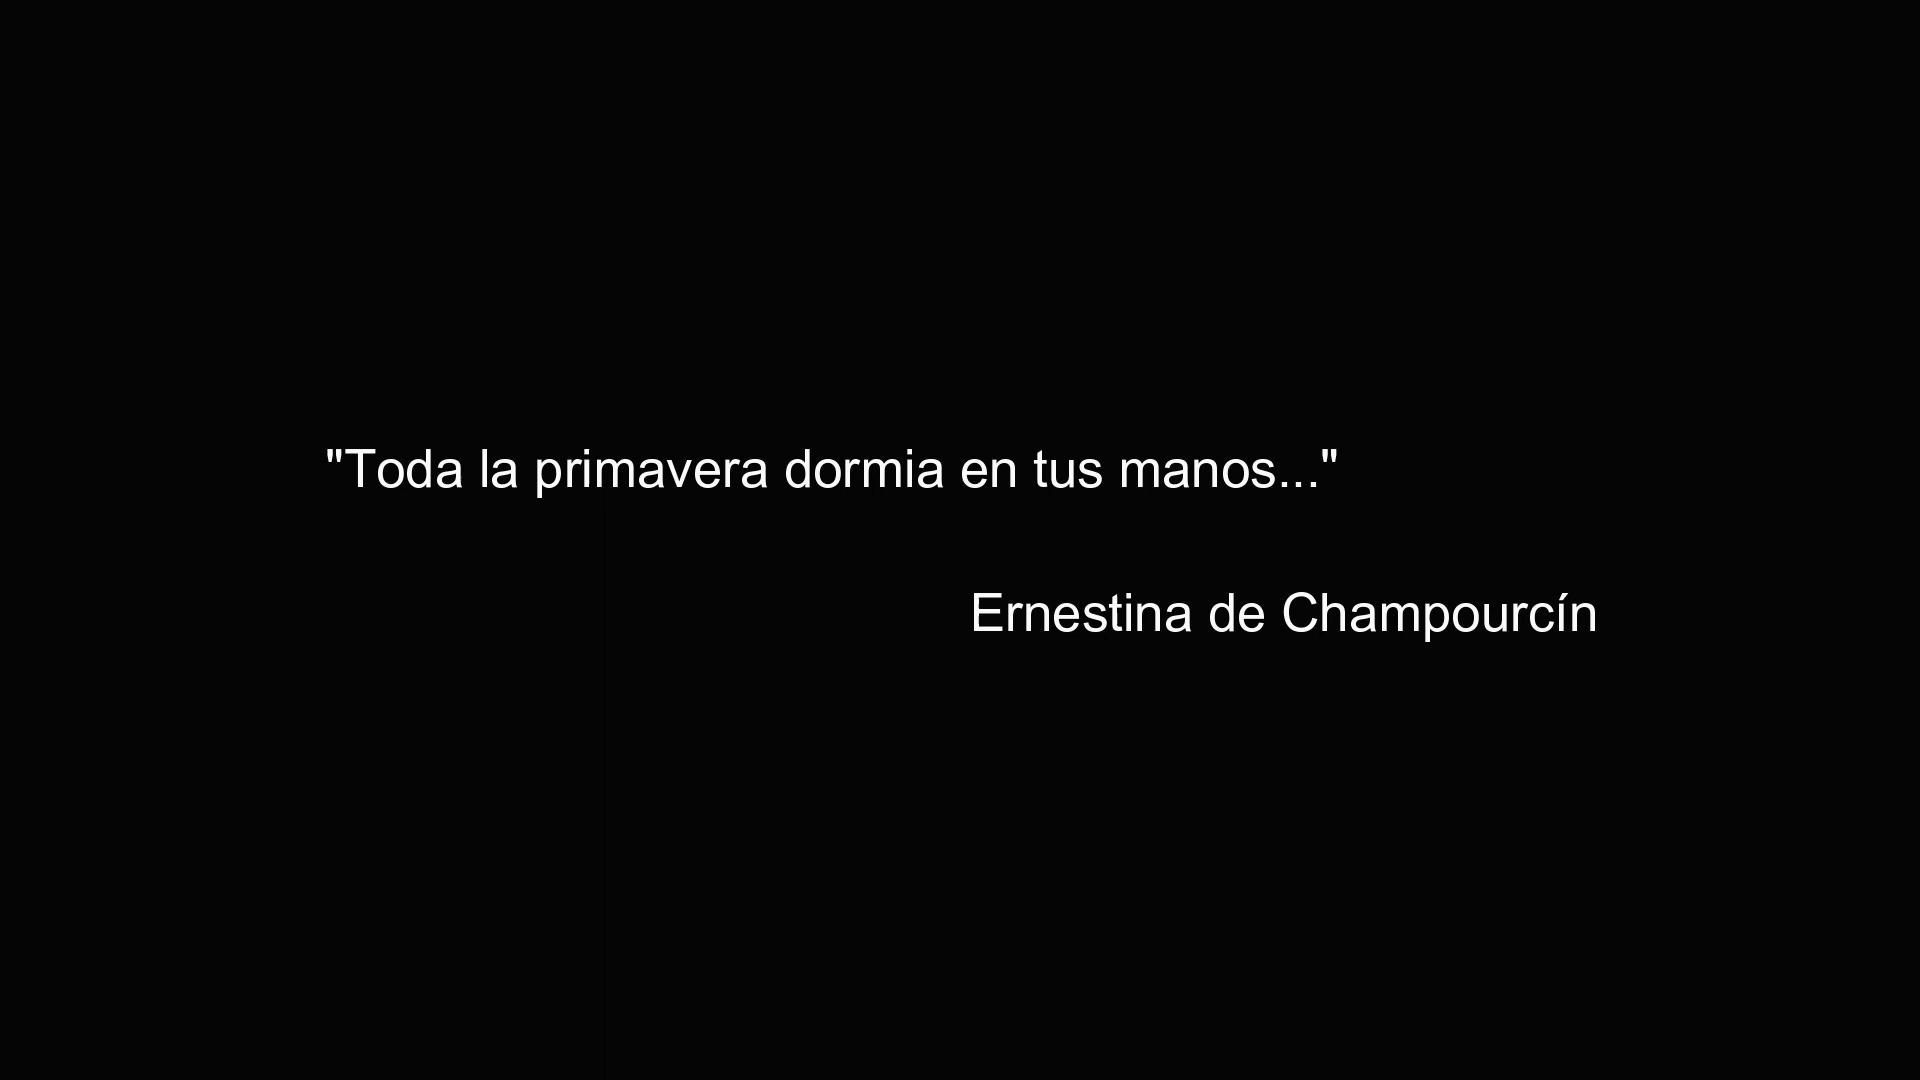 "Toda la primavera dormia en tus manos..."
Ernestina de Champourcín